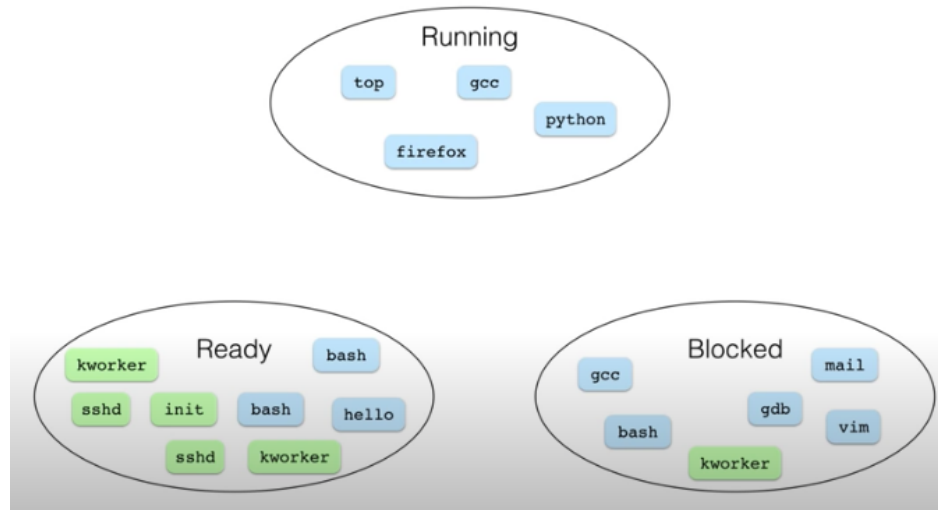 Running
top
gcc
python
firefox
Ready
kworker
bash
sshd
init
bash
hello
sshd
kworker
Blocked
gcc
mail
bash
gdb
vim
kworker